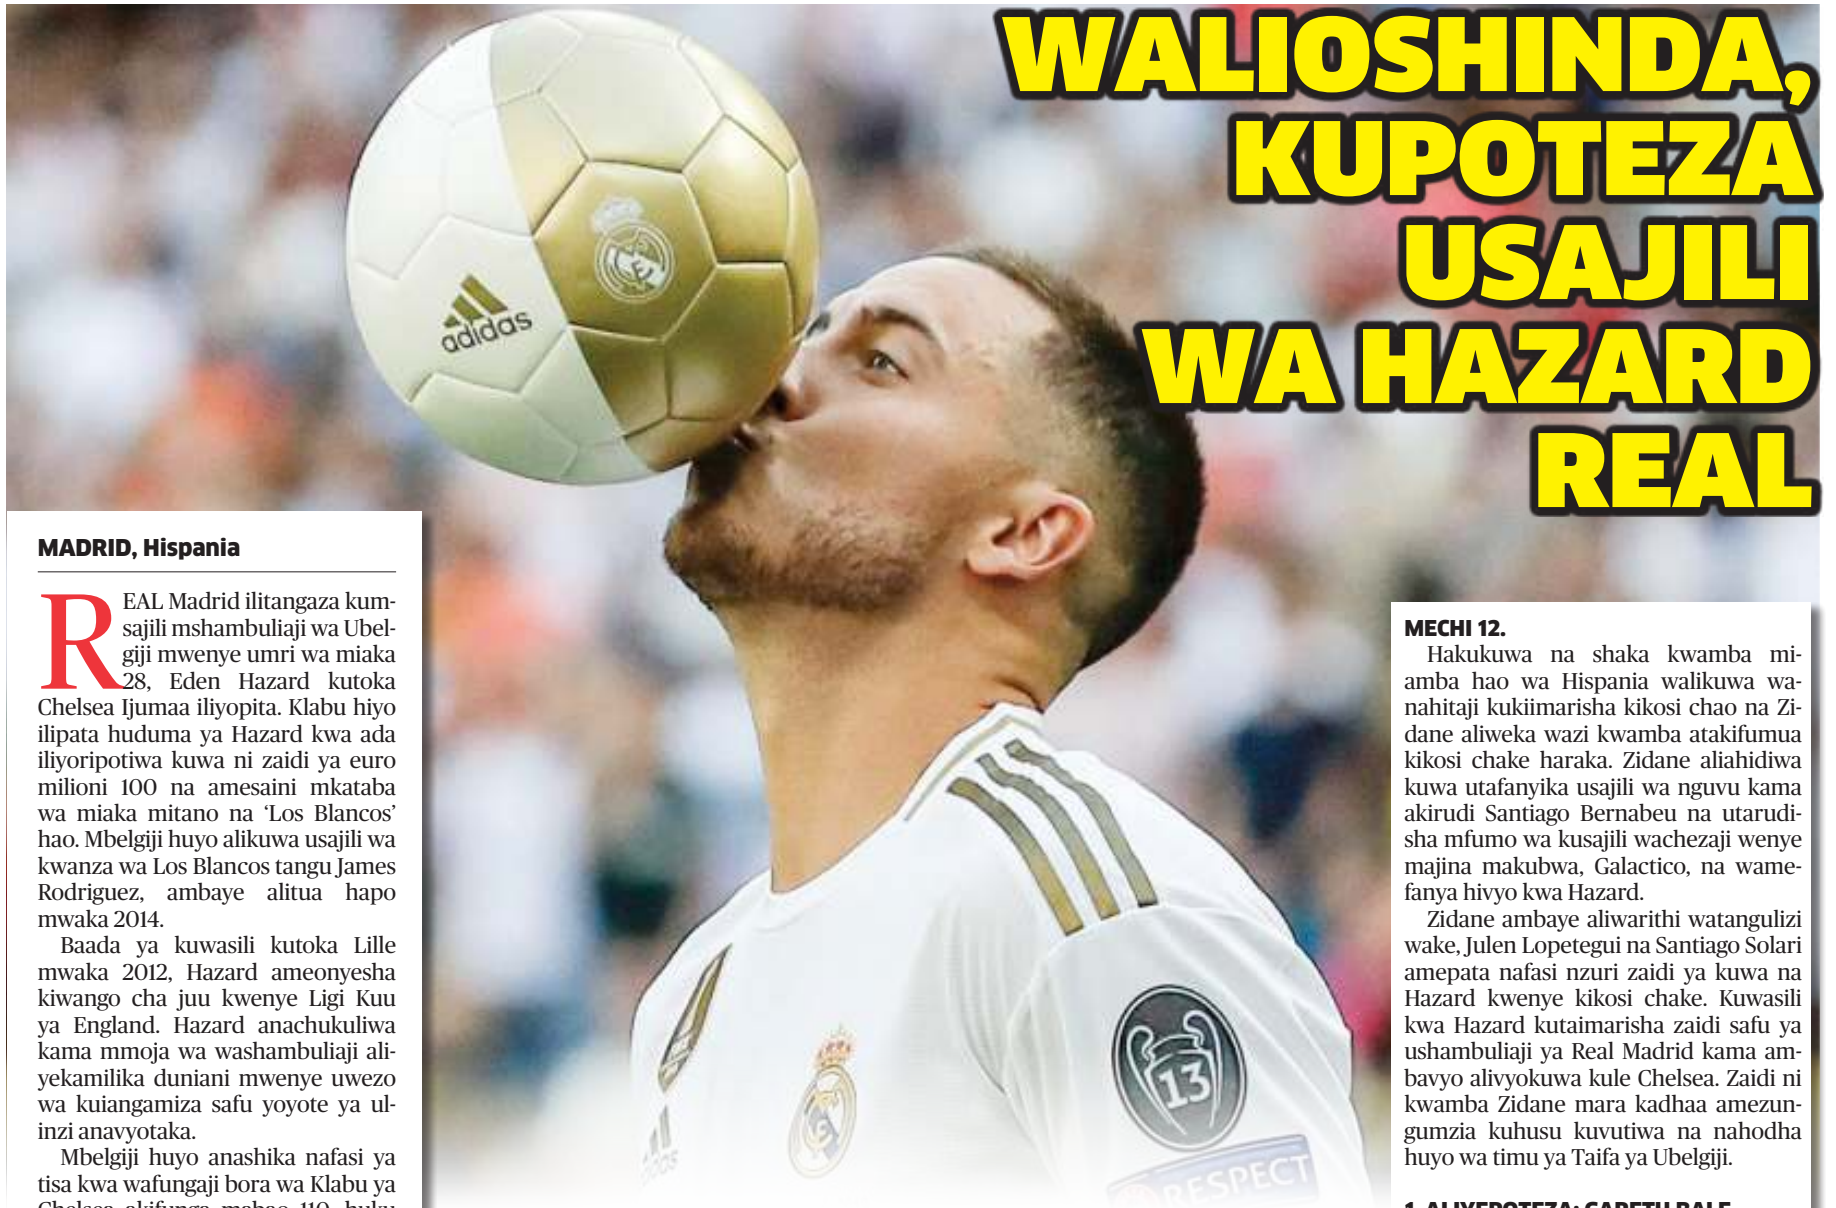 WALIOSHINDA,
KUPOTEZA
USAJILI
WA HAZARD
REAL
adidas
MADRID, Hispania
REAL Madrid ilitangaza kum-
sajili mshambuliaji wa Ubel-
giji mwenye umri wa miaka
28, Eden Hazard kutoka
Chelsea Ijumaa iliyopita. Klabu hiyo
ilipata huduma ya Hazard kwa ada
iliyoripotiwa kuwa ni zaidi ya euro
milioni 100 na amesaini mkataba
wa miaka mitano na ‘Los Blancos’
hao. Mbelgiji huyo alikuwa usajili wa
kwanza wa Los Blancos tangu James
Rodriguez, ambaye alitua hapo
mwaka 2014.
Baada ya kuwasili kutoka Lille
mwaka 2012, Hazard ameonyesha
kiwango cha juu kwenye Ligi Kuu
ya England. Hazard anachukuliwa
kama mmoja wa washambuliaji ali-
yekamilika duniani mwenye uwezo
wa kuiangamiza safu yoyote ya ul-
inzi anavyotaka.
Mbelgiji huyo anashika nafasi ya
tisa kwa wafungaji bora wa Klabu ya
Chelsea akifunga mabao 110, huku
adidas
13
RESPECT
MECHI 12.
Hakukuwa na shaka kwamba mi-
amba hao wa Hispania walikuwa wa-
nahitaji kukiimarisha kikosi chao na Zi-
dane aliweka wazi kwamba atakifumua
kikosi chake haraka. Zidane aliahidiwa
kuwa utafanyika usajili wa nguvu kama
akirudi Santiago Bernabeu na utarudi-
sha mfumo wa kusajili wachezaji wenye
majina makubwa, Galactico, na wame-
fanya hivyo kwa Hazard.
Zidane ambaye aliwarithi watangulizi
wake, Julen Lopetegui na Santiago Solari
amepata nafasi nzuri zaidi ya kuwa na
Hazard kwenye kikosi chake. Kuwasili
kwa Hazard kutaimarisha zaidi safu ya
ushambuliaji ya Real Madrid kama am-
bavyo alivyokuwa kule Chelsea. Zaidi ni
kwamba Zidane mara kadhaa amezun-
gumzia kuhusu kuvutiwa na nahodha
huyo wa timu ya Taifa ya Ubelgiji.
1. ALIYEPOTEZA: GARETH BALE